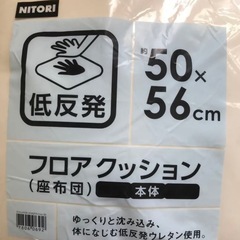 NITORI
約50×
56cm
低反発
フロアクッション
(座布団) 本体
ゆっくりと沈み込み、
体になじむ低反発ウレタン使用。